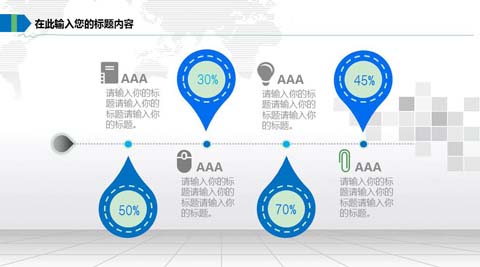 在此输入您的标题内容
AAA
请输入你的标
题请输入你的
标题请输入你
的标题。
30%
AAA
请输入你的标
题请输入你的
标题请输入你
的标题。
45%
50%
AAA
请输入你的标
题请输入你的
标题请输入你
的标题。
70%
AAA
请输入你的标
题请输入你的
标题请输入你
的标题。